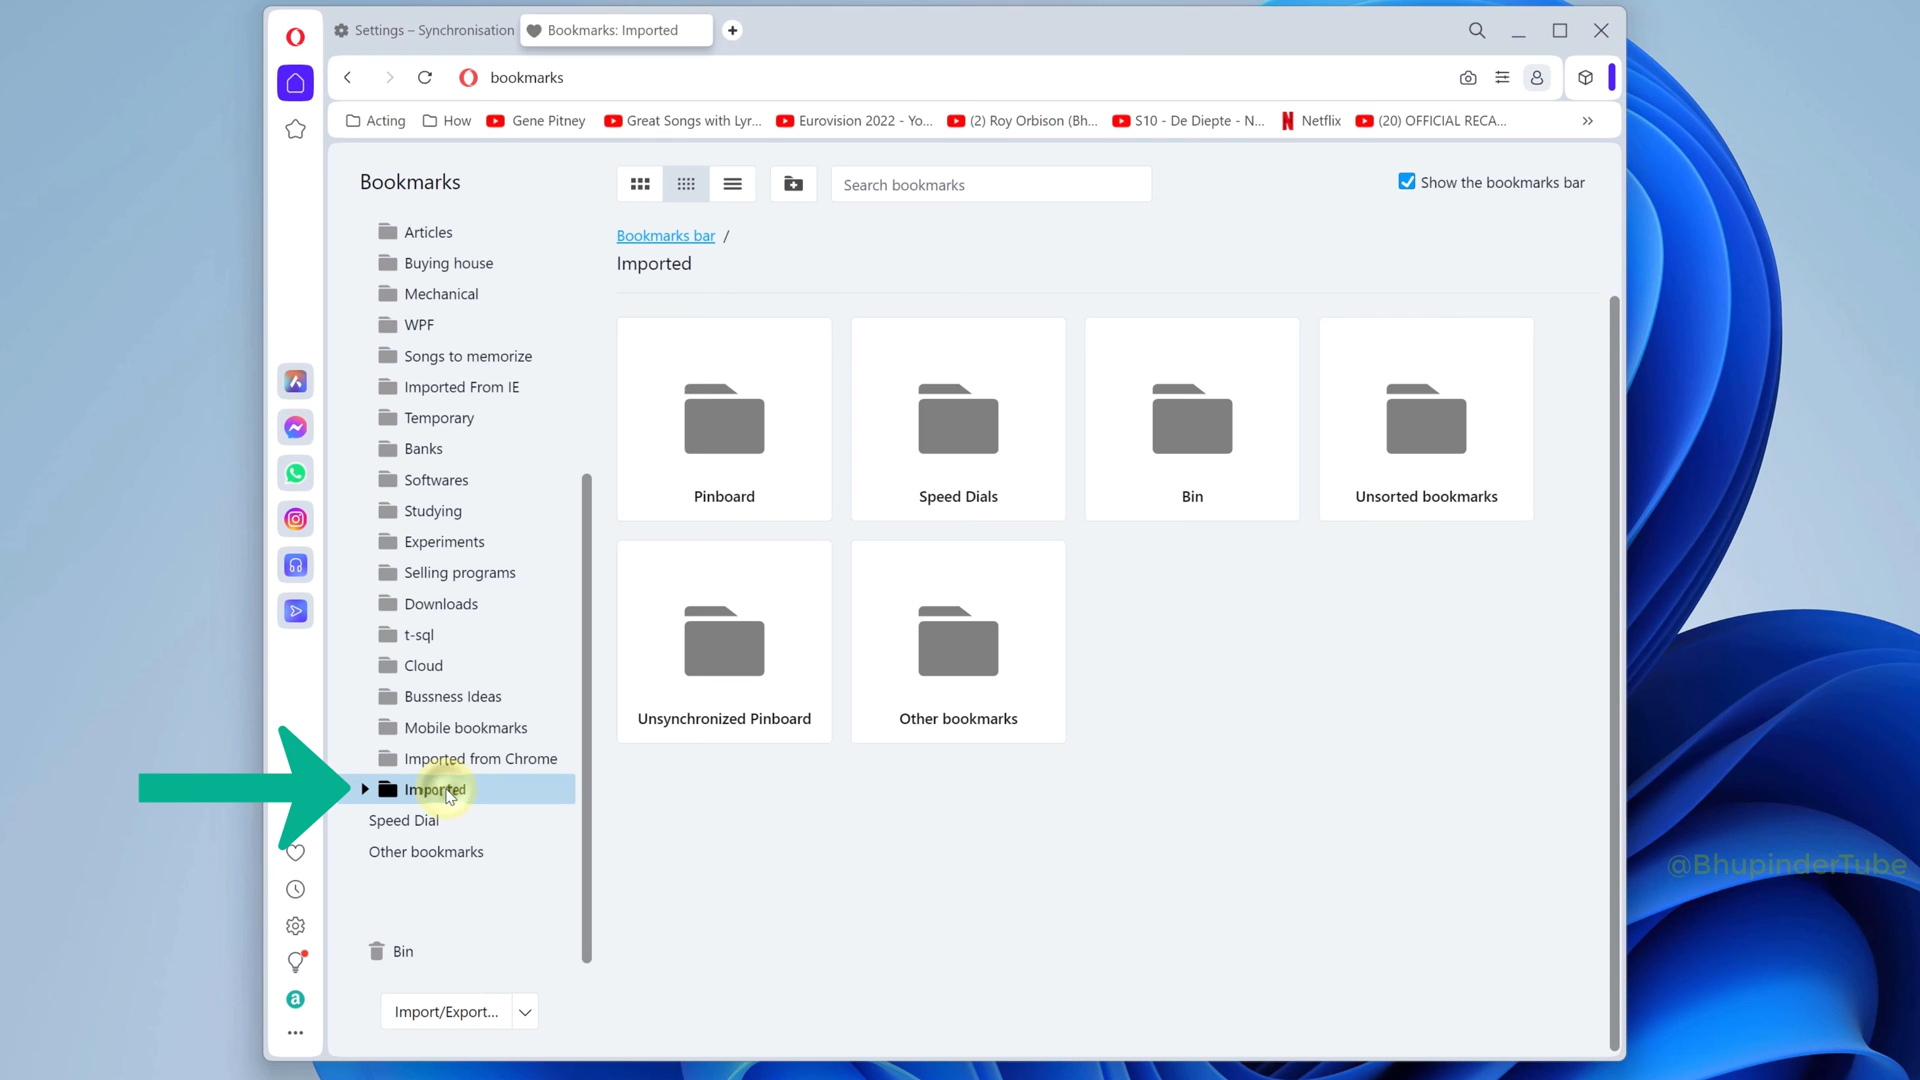 Settings – Synchronisation
Bookmarks: Imported
bookmarks
Acting
How
Gene Pitney
Great Songs with Lyr...
Eurovision 2022 - Yo...
(2) Roy Orbison (Bh...
S10 - De Diepte - N...
Netflix
(20) OFFICIAL RECA...
Bookmarks
Search bookmarks
Show the bookmarks bar
Articles
Buying house
Mechanical
WPF
Songs to memorize
Imported From IE
Temporary
Banks
Softwares
Studying
Experiments
Selling programs
Downloads
t-sql
Cloud
Bussness Ideas
Mobile bookmarks
Imported from Chrome
Imported
Speed Dial
Other bookmarks
Bin
Import/Export...
Bookmarks bar /
Imported
Pinboard
Speed Dials
Bin
Unsorted bookmarks
Unsynchronized Pinboard
Other bookmarks
@BhupinderTube